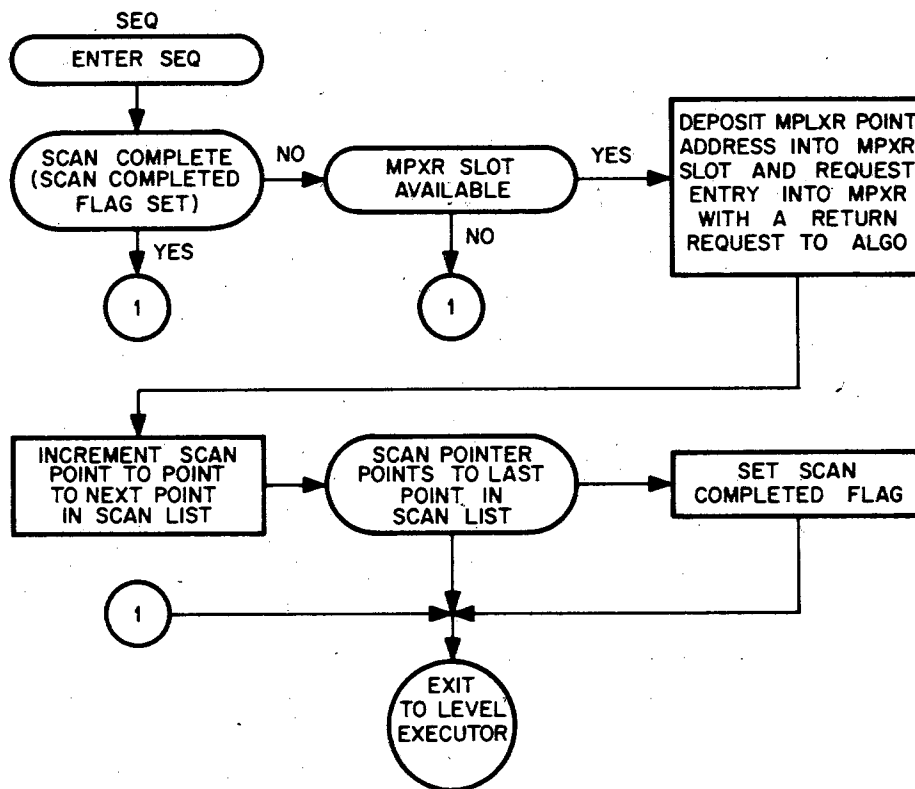 SEQ
ENTER SEQ
SCAN COMPLETE
(SCAN COMPLETED
FLAG SET)
NO
MPXR SLOT
AVAILABLE
YES
DEPOSIT MPLXR POINT
ADDRESS INTO MPXR
SLOT AND REQUEST
ENTRY INTO MPXR
WITH A RETURN
REQUEST TO ALGO
YES
NO
1
1
INCREMENT SCAN
POINT TO POINT
TO NEXT POINT
IN SCAN LIST
SCAN POINTER
POINTS TO LAST
POINT IN
SCAN LIST
SET SCAN
COMPLETED FLAG
1
EXIT
TO LEVEL
EXECUTOR